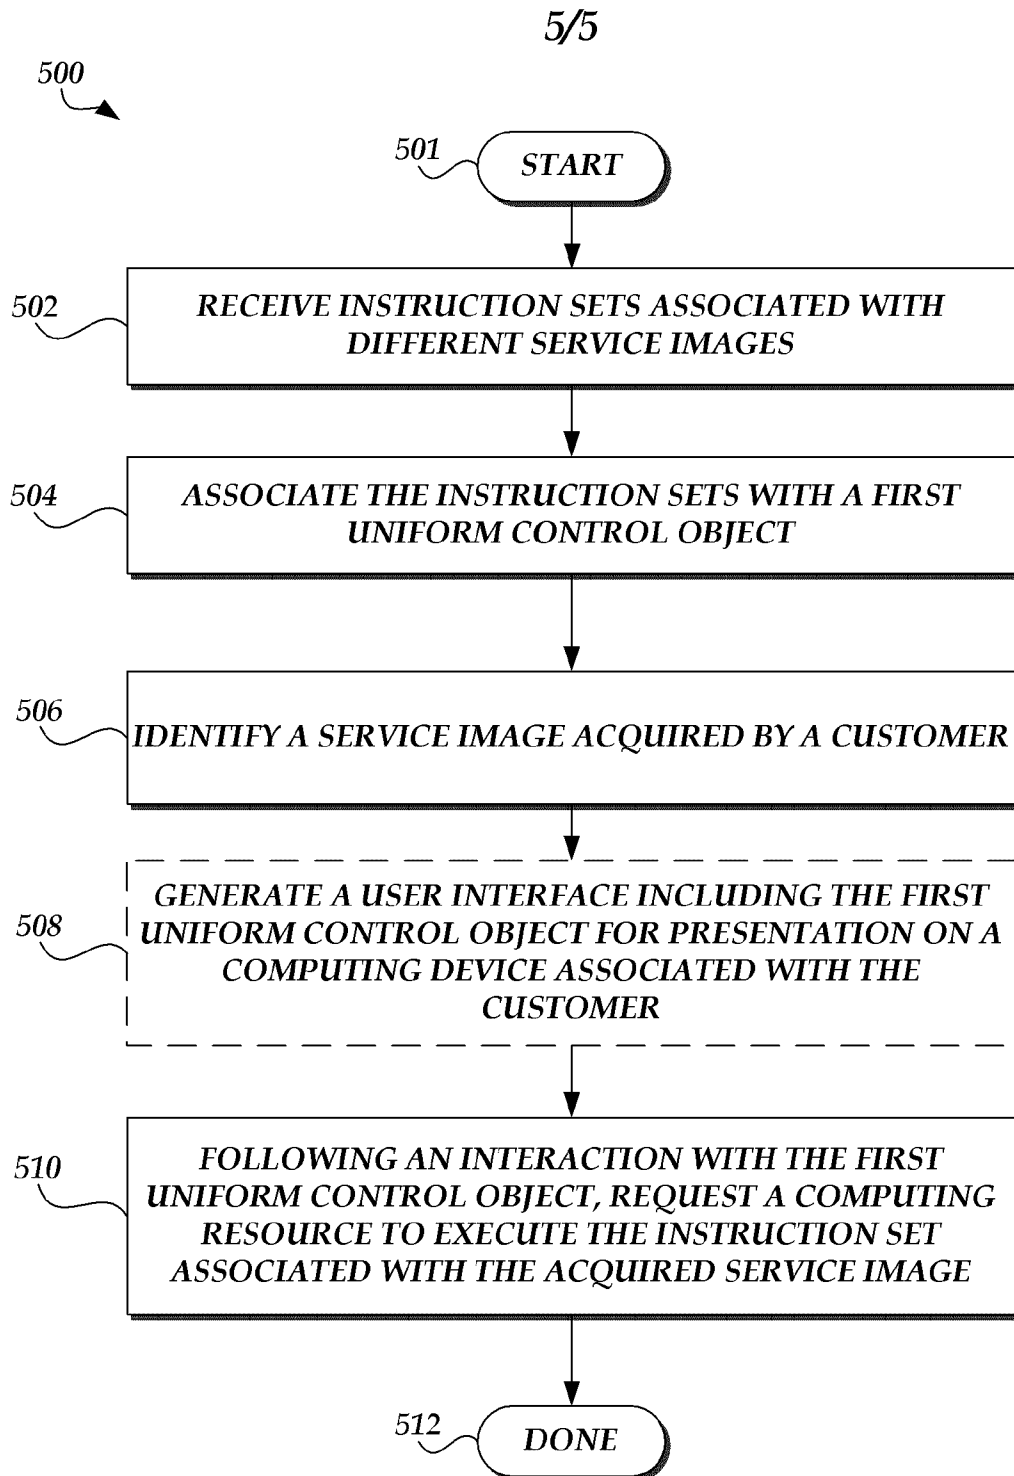 5/5
500
501
START
502
RECEIVE INSTRUCTION SETS ASSOCIATED WITH
DIFFERENT SERVICE IMAGES
504
ASSOCIATE THE INSTRUCTION SETS WITH A FIRST
UNIFORM CONTROL OBJECT
506
IDENTIFY A SERVICE IMAGE ACQUIRED BY A CUSTOMER
508
GENERATE A USER INTERFACE INCLUDING THE FIRST
UNIFORM CONTROL OBJECT FOR PRESENTATION ON A
COMPUTING DEVICE ASSOCIATED WITH THE
CUSTOMER
510
FOLLOWING AN INTERACTION WITH THE FIRST
UNIFORM CONTROL OBJECT, REQUEST A COMPUTING
RESOURCE TO EXECUTE THE INSTRUCTION SET
ASSOCIATED WITH THE ACQUIRED SERVICE IMAGE
512
DONE